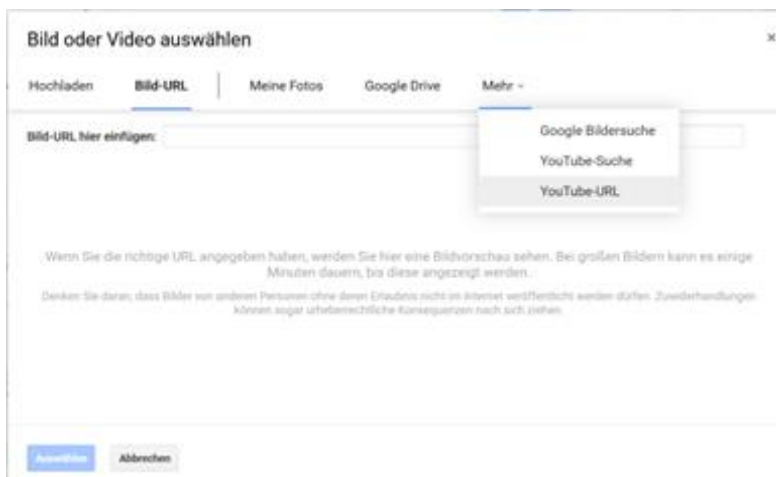 Bild oder Video auswählen
×
Hochladen Bild-URL Meine Fotos Google Drive Mehr
Bild-URL hier einfügen:
Google Bildersuche
YouTube-Suche
YouTube-URL
Wenn Sie die richtige URL angegeben haben, werden Sie hier eine Bildvorschau sehen. Bei großen Bildern kann es einige
Minuten dauern, bis diese angezeigt werden.
Denken Sie daran, dass Bilder von anderen Personen ohne deren Erlaubnis nicht im Internet veröffentlicht werden dürfen. Zuwiderhandlungen
können sogar urheberrechtliche Konsequenzen nach sich ziehen.
Auswählen Abbrechen